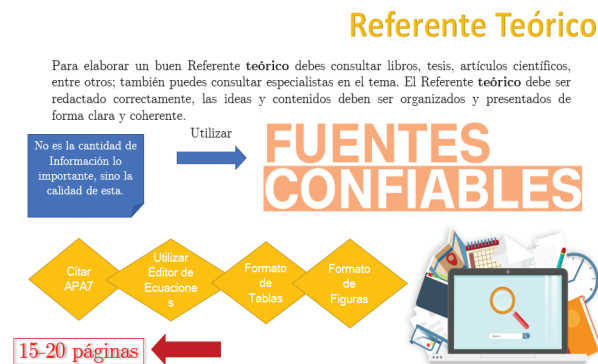 Referente Teórico
Para elaborar un buen Referente teórico debes consultar libros, tesis, artículos científicos,
entre otros; también puedes consultar especialistas en el tema. El Referente teórico debe ser
redactado correctamente, las ideas y contenidos deben ser organizados y presentados de
forma clara y coherente.
No es la cantidad de
Información lo
importante, sino la
calidad de esta.
Utilizar
FUENTES
CONFIABLES
Citar
APA7
Utilizar
Editor de
Ecuacione
s
Formato
de
Tablas
Formato
de
Figuras
15-20 páginas